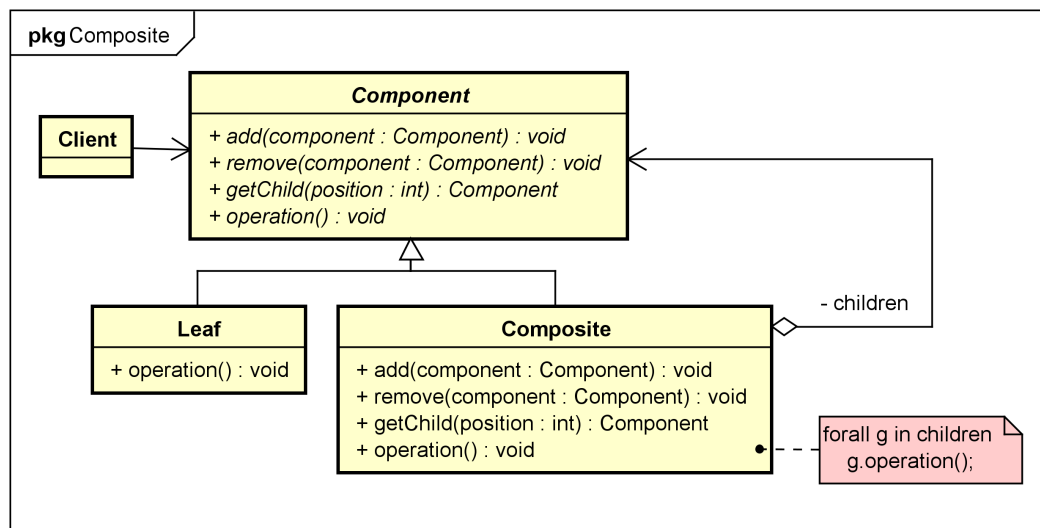 pkg Composite
Component
+ add(component : Component) : void
+ remove(component : Component) : void
+ getChild(position : int) : Component
+ operation() : void
Client
Leaf
+ operation() : void
Composite
+ add(component : Component) : void
+ remove(component : Component) : void
+ getChild(position : int) : Component
+ operation() : void
- children
forall g in children
g.operation();